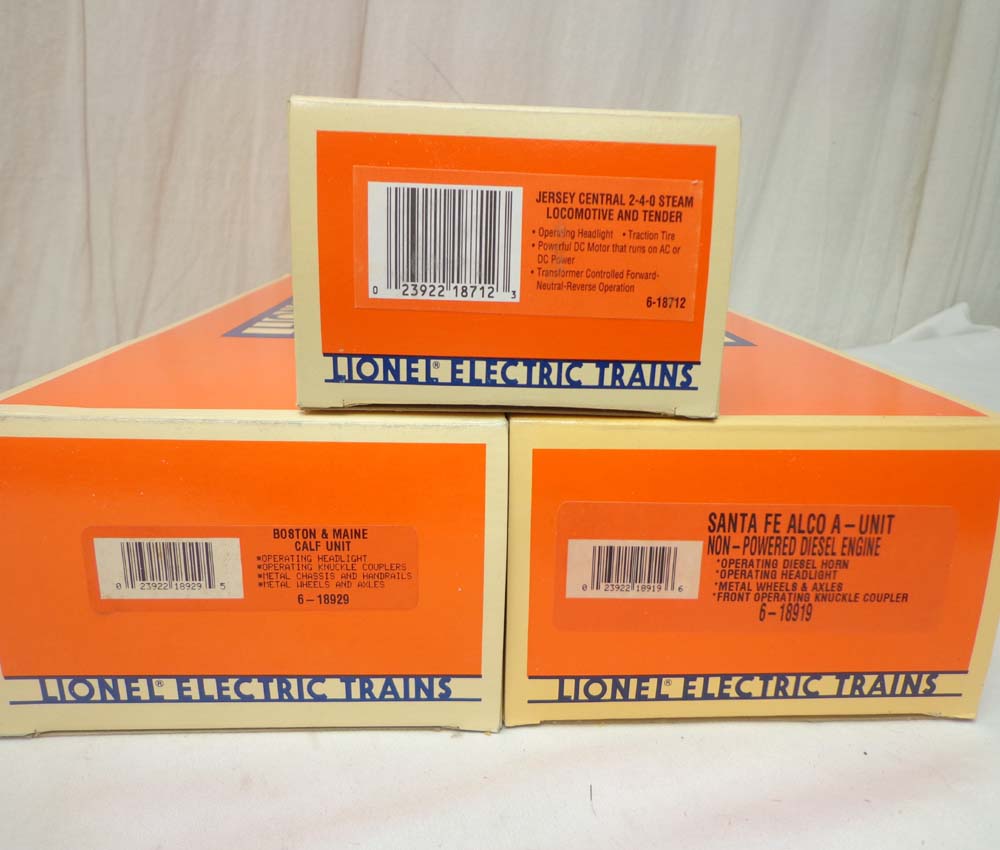 JERSEY CENTRAL 2-4-0 STEAM
LOCOMOTIVE AND TENDER
• Operating Headlight • Traction Tire
• Powerful DC Motor that runs on AC or
DC Power
• Transformer Controlled Forward-
Neutral-Reverse Operation
6-18712
0 23922 18712 3
LIONEL® ELECTRIC TRAINS
BOSTON & MAINE
CALF UNIT
*OPERATING HEADLIGHT
*OPERATING KNUCKLE COUPLERS
*METAL CHASSIS AND HANDRAILS
*METAL WHEELS AND AXLES
6-18929
0 23922 18929 5
LIONEL® ELECTRIC TRAINS
SANTA FE ALCO A-UNIT
NON-POWERED DIESEL ENGINE
*OPERATING DIESEL HORN
*OPERATING HEADLIGHT
*METAL WHEELS & AXLES
*FRONT OPERATING KNUCKLE COUPLER
6-18919
0 23922 18919 6
LIONEL® ELECTRIC TRAINS